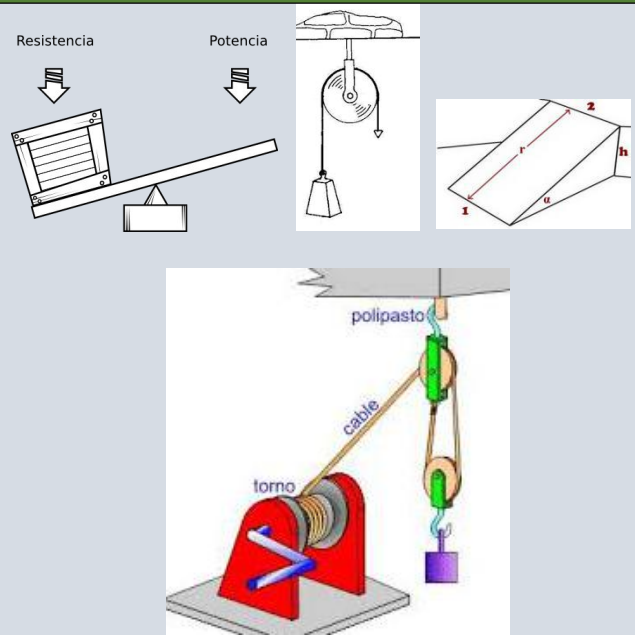 Resistencia
Potencia
2
r
h
1
α
polipasto
cable
torno